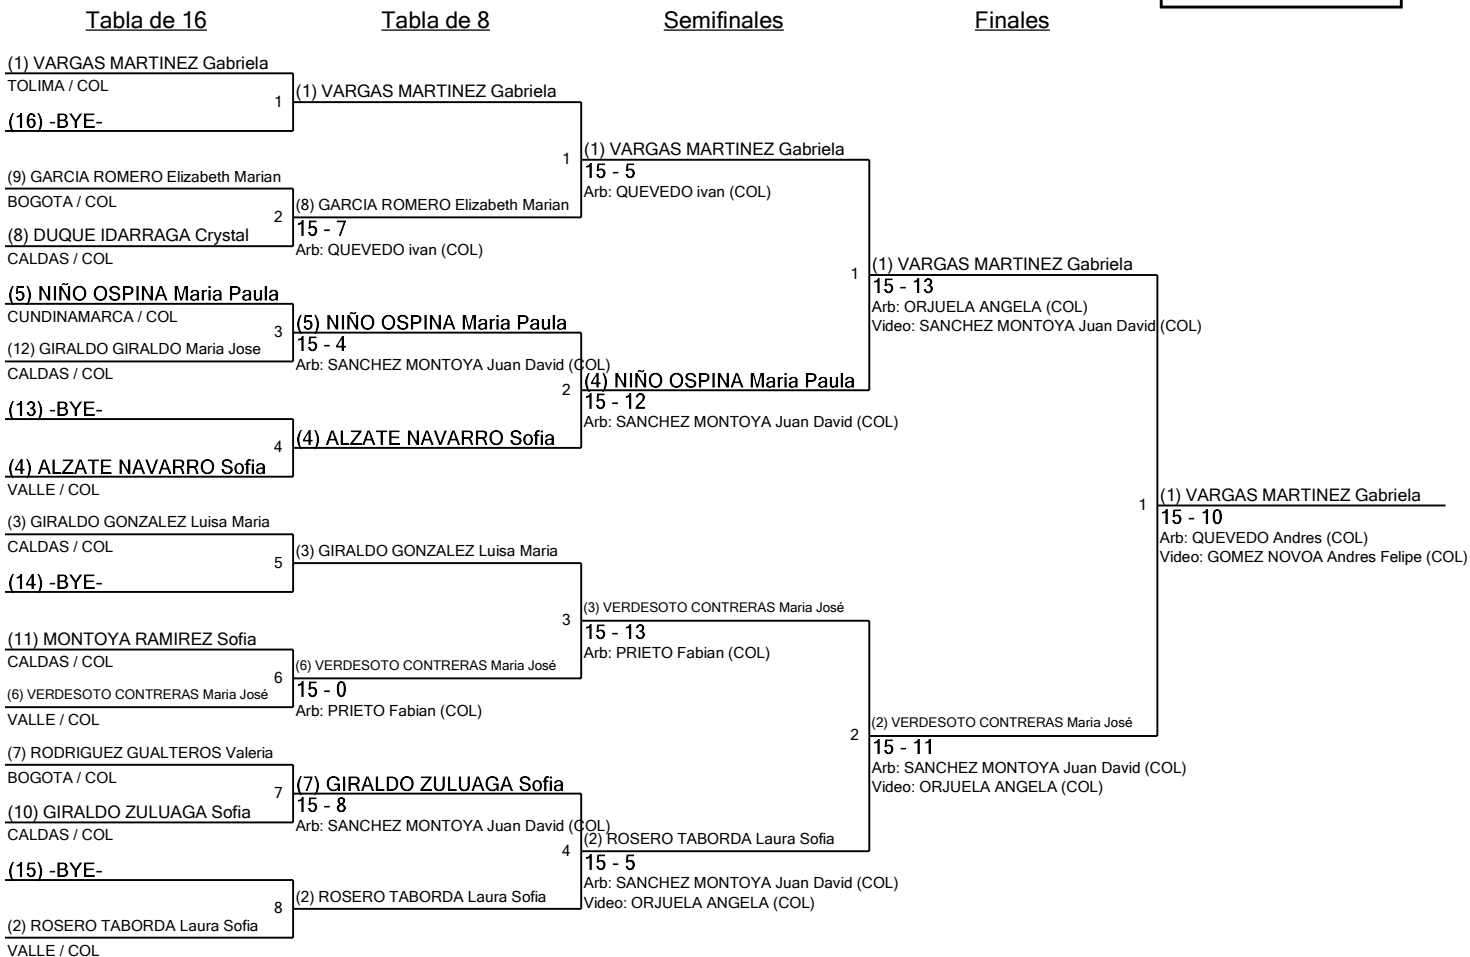 Tabla de 16
Tabla de 8
Semifinales
Finales
(1) VARGAS MARTINEZ Gabriela
TOLIMA / COL
1
(16) -BYE-
(9) GARCIA ROMERO Elizabeth Marian
BOGOTA / COL
2
(8) DUQUE IDARRAGA Crystal
CALDAS / COL
(5) NIÑO OSPINA Maria Paula
CUNDINAMARCA / COL
3
(12) GIRALDO GIRALDO Maria Jose
CALDAS / COL
(13) -BYE-
4
(4) ALZATE NAVARRO Sofia
VALLE / COL
(3) GIRALDO GONZALEZ Luisa Maria
CALDAS / COL
5
(14) -BYE-
(11) MONTOYA RAMIREZ Sofia
CALDAS / COL
6
(6) VERDESOTO CONTRERAS Maria José
VALLE / COL
(7) RODRIGUEZ GUALTEROS Valeria
BOGOTA / COL
7
(10) GIRALDO ZULUAGA Sofia
CALDAS / COL
(15) -BYE-
8
(2) ROSERO TABORDA Laura Sofia
VALLE / COL
(1) VARGAS MARTINEZ Gabriela
1
(8) GARCIA ROMERO Elizabeth Marian
15 - 7
Arb: QUEVEDO ivan (COL)
(5) NIÑO OSPINA Maria Paula
15 - 4
Arb: SANCHEZ MONTOYA Juan David (COL)
2
(4) ALZATE NAVARRO Sofia
(3) GIRALDO GONZALEZ Luisa Maria
3
(6) VERDESOTO CONTRERAS Maria José
15 - 0
Arb: PRIETO Fabian (COL)
(7) GIRALDO ZULUAGA Sofia
15 - 8
Arb: SANCHEZ MONTOYA Juan David (COL)
4
(2) ROSERO TABORDA Laura Sofia
(1) VARGAS MARTINEZ Gabriela
15 - 5
Arb: QUEVEDO ivan (COL)
1
(4) NIÑO OSPINA Maria Paula
15 - 12
Arb: SANCHEZ MONTOYA Juan David (COL)
(3) VERDESOTO CONTRERAS Maria José
15 - 13
Arb: PRIETO Fabian (COL)
2
(2) ROSERO TABORDA Laura Sofia
15 - 5
Arb: SANCHEZ MONTOYA Juan David (COL)
Video: ORJUELA ANGELA (COL)
(1) VARGAS MARTINEZ Gabriela
15 - 13
Arb: ORJUELA ANGELA (COL)
Video: SANCHEZ MONTOYA Juan David (COL)
1
(2) VERDESOTO CONTRERAS Maria José
15 - 11
Arb: SANCHEZ MONTOYA Juan David (COL)
Video: ORJUELA ANGELA (COL)
(1) VARGAS MARTINEZ Gabriela
15 - 10
Arb: QUEVEDO Andres (COL)
Video: GOMEZ NOVOA Andres Felipe (COL)